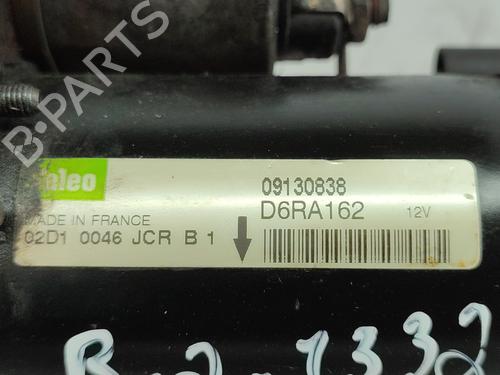 B-PARTS
Valeo
09130838
D6RA162 12V
MADE IN FRANCE
02D1 0046 JCR B 1